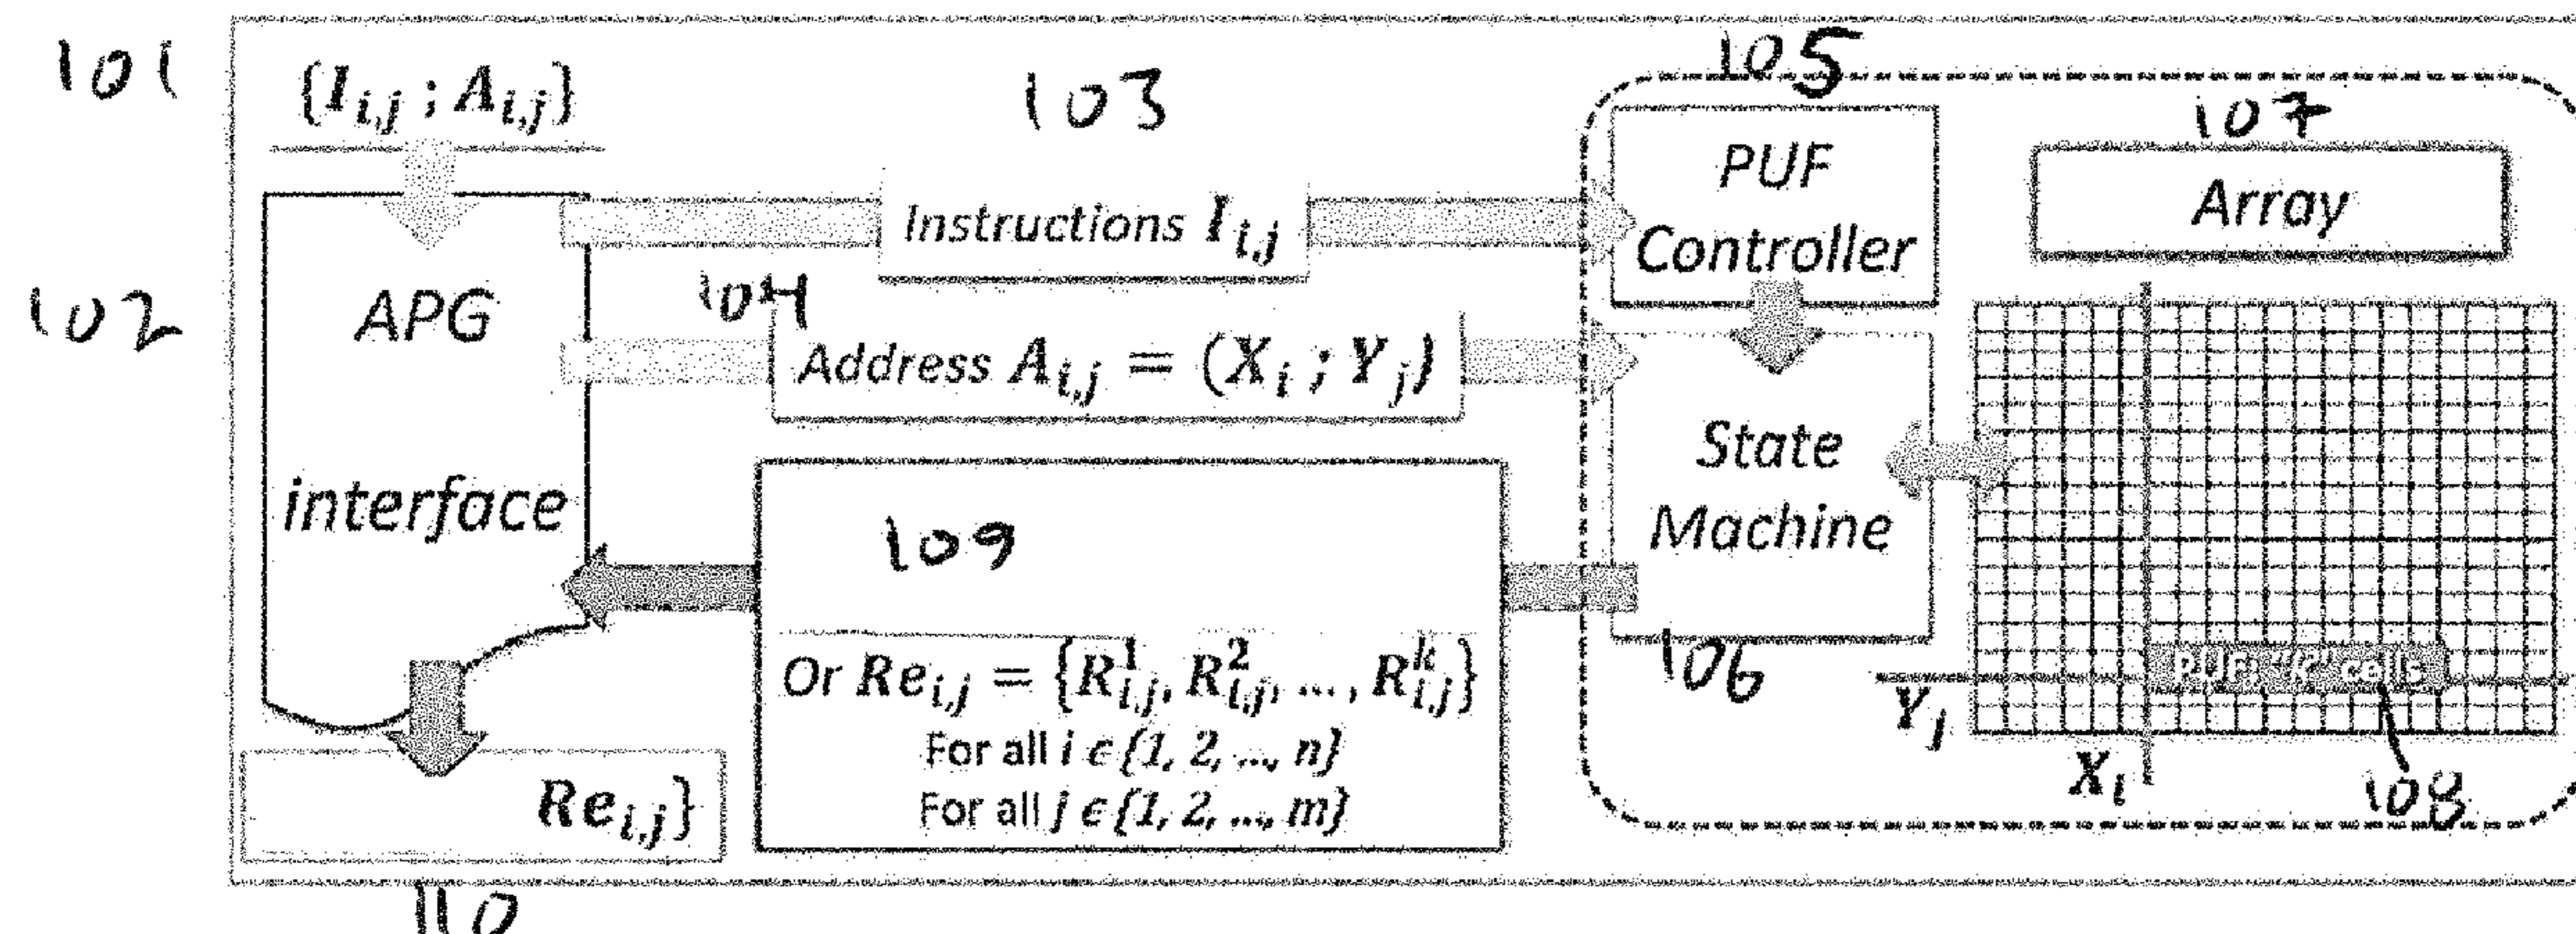 101
{I_{i,j} ; A_{i,j}}
102
APG
interface
103
Instructions I_{i,j}
104
Address A_{i,j} = (X_i ; Y_j)
105
PUF
Controller
State
Machine
106
107
Array
PUF: "k" cells
Y_j
X_i
108
109
Or Re_{i,j} = {R^1_{i,j}, R^2_{i,j}, ..., R^k_{i,j}}
For all i ϵ {1, 2, ..., n}
For all j ϵ {1, 2, ..., m}
Re_{i,j}}
110